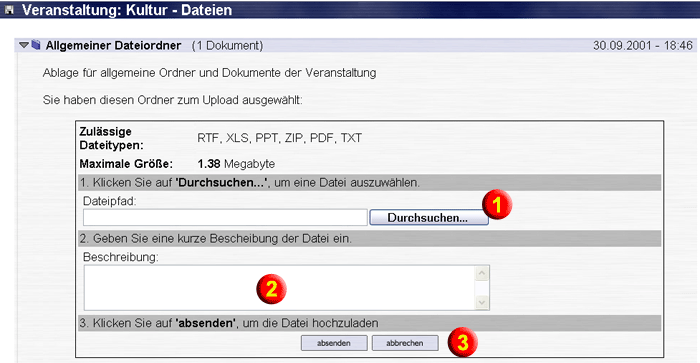 Veranstaltung: Kultur - Dateien
Allgemeiner Dateiordner (1 Dokument) 30.09.2001 - 18:46
Ablage für allgemeine Ordner und Dokumente der Veranstaltung
Sie haben diesen Ordner zum Upload ausgewählt:
Zulässige
Dateitypen: RTF, XLS, PPT, ZIP, PDF, TXT
Maximale Größe: 1.38 Megabyte
1. Klicken Sie auf 'Durchsuchen...', um eine Datei auszuwählen.
Dateipfad:
Durchsuchen... 1
2. Geben Sie eine kurze Bescheibung der Datei ein.
Beschreibung:
2
3. Klicken Sie auf 'absenden', um die Datei hochzuladen
absenden abbrechen 3